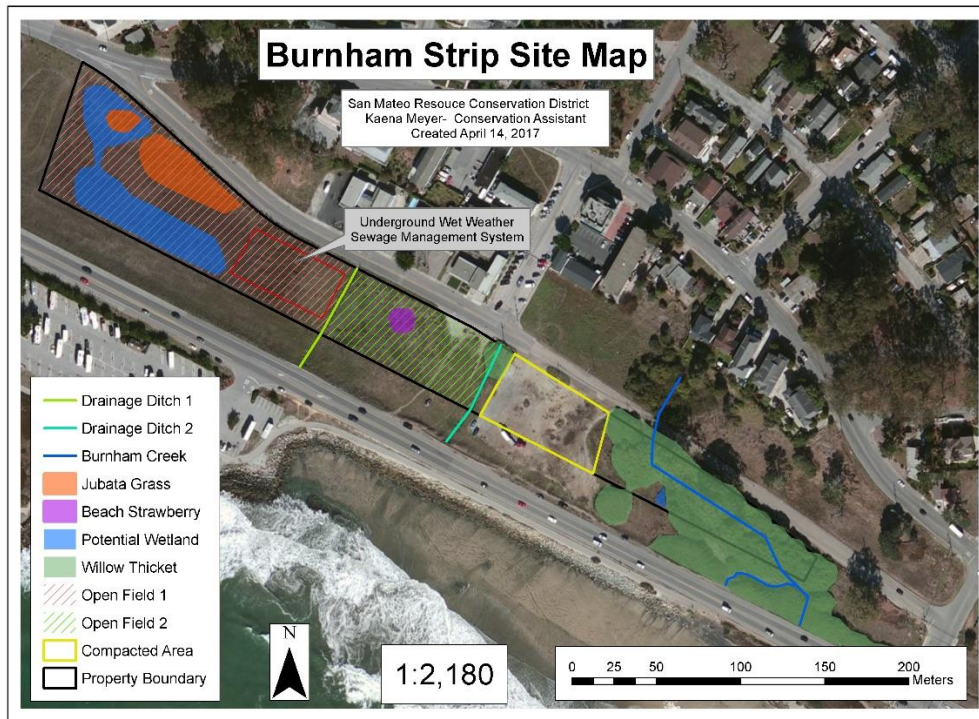 Burnham Strip Site Map
San Mateo Resouce Conservation District
Kaena Meyer- Conservation Assistant
Created April 14, 2017
Underground Wet Weather
Sewage Management System
Drainage Ditch 1
Drainage Ditch 2
Burnham Creek
Jubata Grass
Beach Strawberry
Potential Wetland
Willow Thicket
Open Field 1
Open Field 2
Compacted Area
Property Boundary
N
1:2,180
0 25 50 100 150 200
Meters